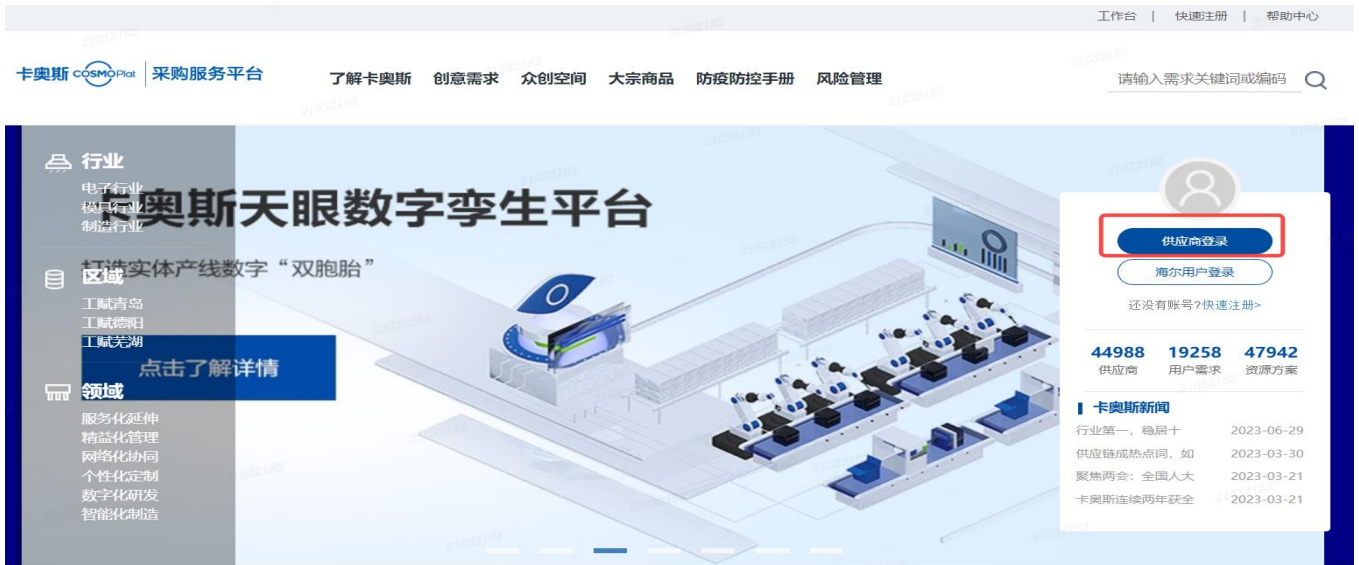 工作台 | 快速注册 | 帮助中心
卡奥斯 COSMOPlat 采购服务平台
了解卡奥斯 创意需求 众创空间 大宗商品 防疫防控手册 风险管理
请输入需求关键词或编码
行业
电子行业
模具行业
制造行业
卡奥斯天眼数字孪生平台
打造实体产线数字“双胞胎”
区域
工赋青岛
工赋德阳
工赋芜湖
点击了解详情
领域
服务化延伸
精益化管理
网络化协同
个性化定制
数字化研发
智能化制造
供应商登录
海尔用户登录
还没有账号?快速注册>
44988 19258 47942
供应商 用户需求 资源方案
卡奥斯新闻
行业第一，稳居十 2023-06-29
供应链成热点词，如 2023-03-30
聚焦两会：全国人大 2023-03-21
卡奥斯连续两年获全 2023-03-21
21032183